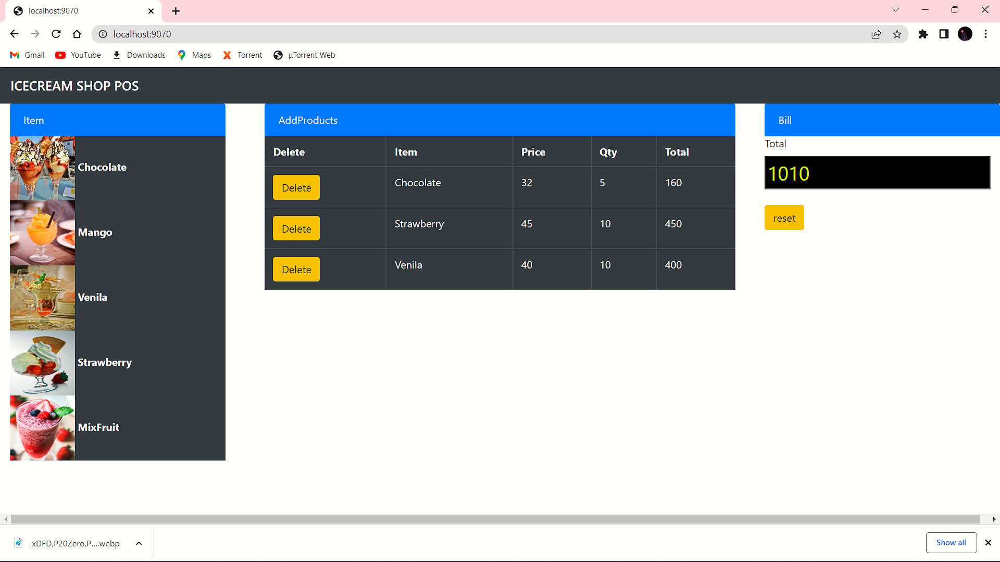 localhost:9070
localhost:9070
Gmail YouTube Downloads Maps Torrent µTorrent Web
ICECREAM SHOP POS
Item
Chocolate
Mango
Venila
Strawberry
MixFruit
AddProducts
Delete Item Price Qty Total
Delete Chocolate 32 5 160
Delete Strawberry 45 10 450
Delete Venila 40 10 400
Bill
Total
1010
reset
xDFD,P20Zero,P....webp
Show all